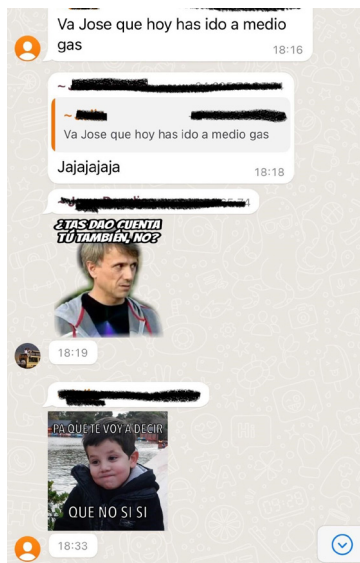 Va Jose que hoy has ido a medio
gas
18:16
~
~
Va Jose que hoy has ido a medio gas
Jajajajaja
18:18
¿TAS DAO CUENTA
TÚ TAMBIÉN, NO?
18:19
PA QUE TE VOY A DECIR
QUE NO SI SI
18:33